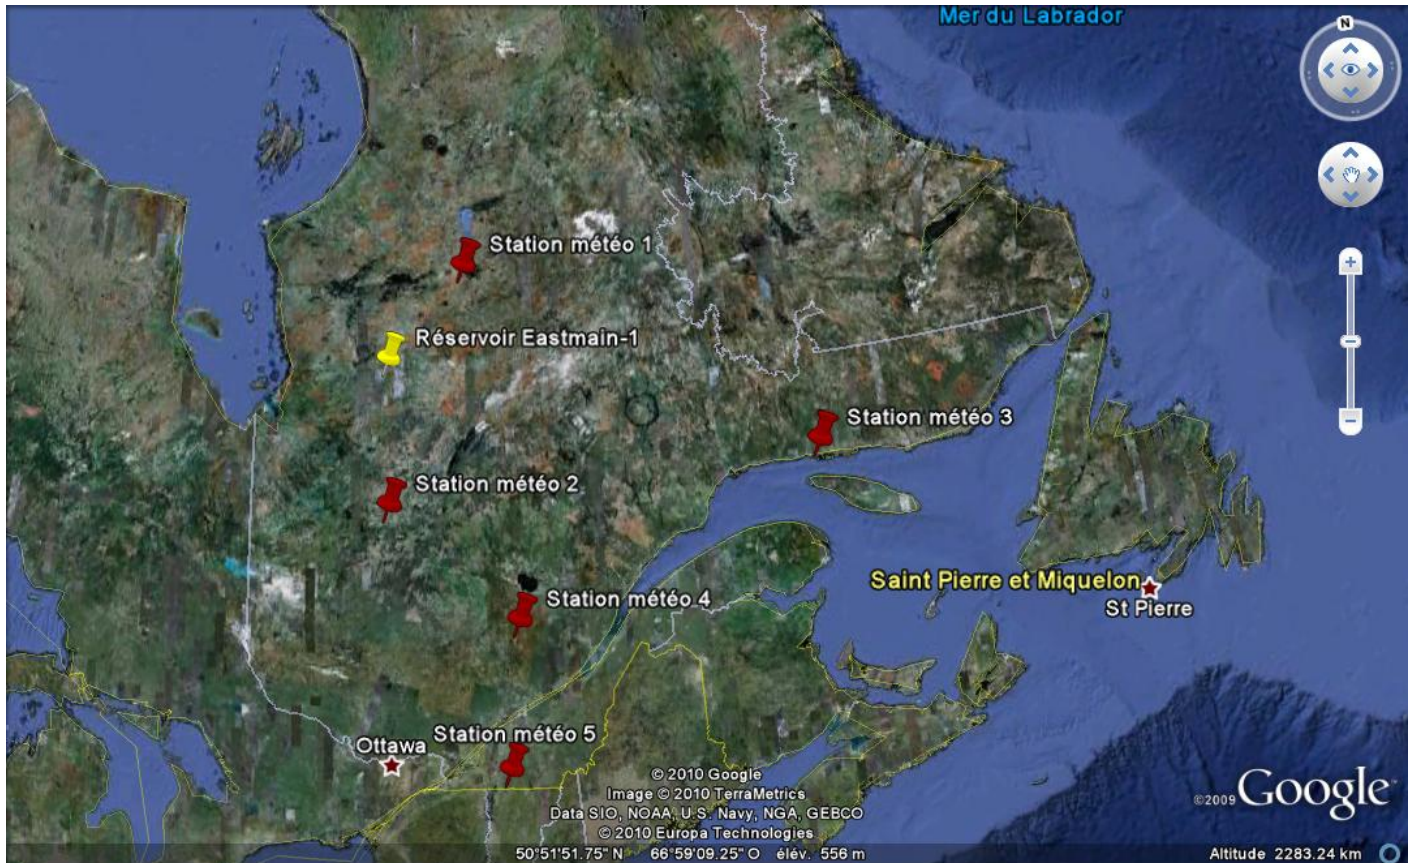 Mer du Labrador
N
Station météo 1
Réservoir Eastmain-1
Station météo 3
Station météo 2
Saint Pierre et Miquelon
St Pierre
Station météo 4
Station météo 5
Ottawa
© 2010 Google
Image © 2010 TerraMetrics
Data SIO, NOAA, U.S. Navy, NGA, GEBCO
© 2010 Europa Technologies
©2009 Google
50°51'51.75" N 66°59'09.25" O élév. 556 m
Altitude 2283.24 km